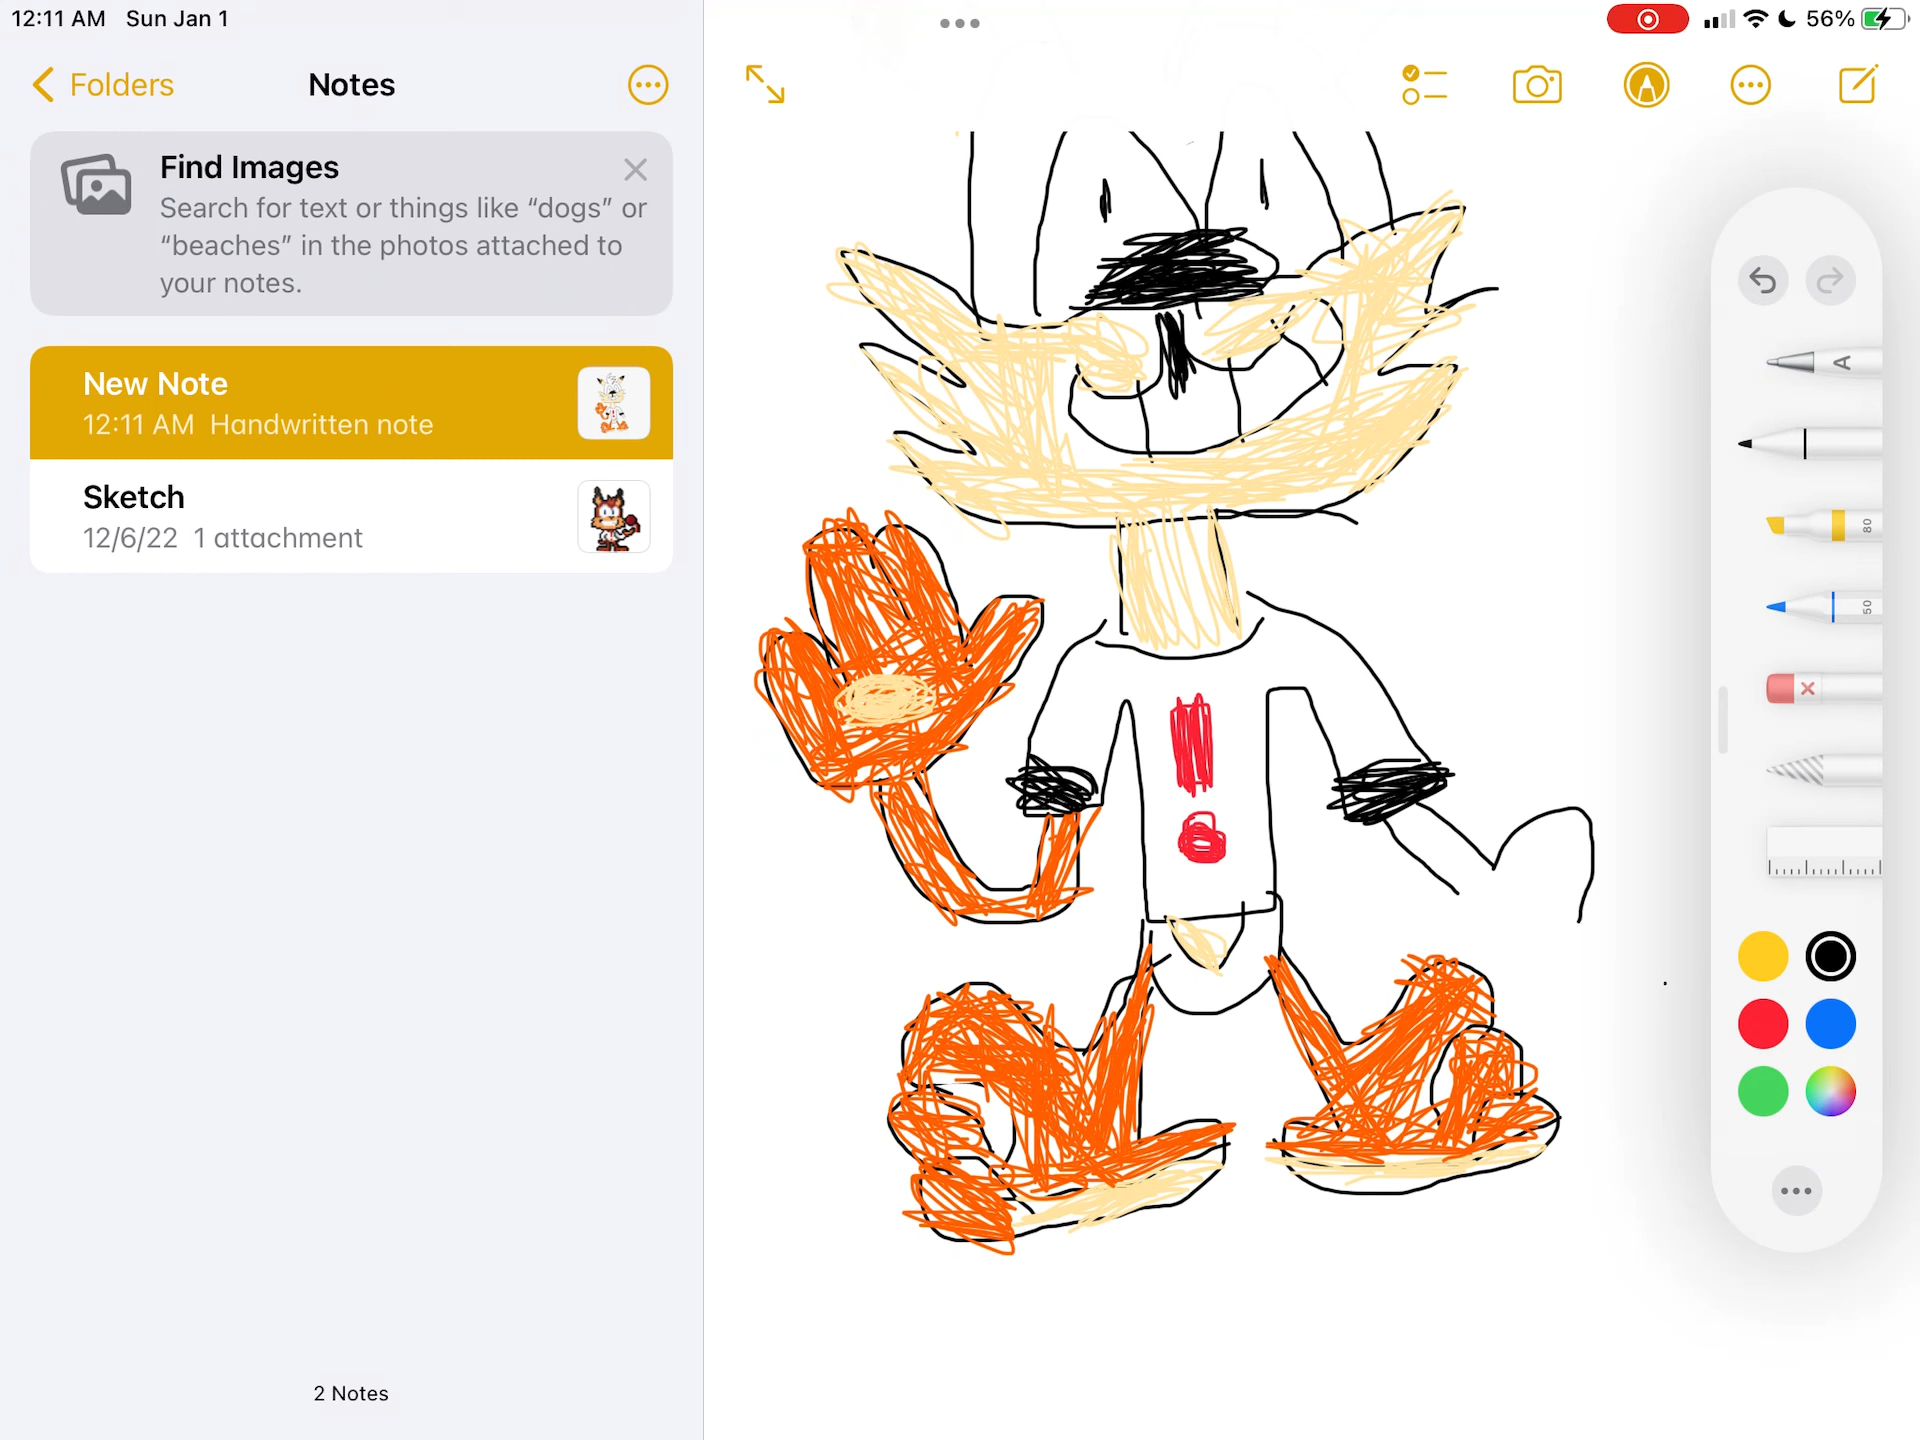 12:11 AM Sun Jan 1
56%
Folders
Notes
Find Images
Search for text or things like “dogs” or
“beaches” in the photos attached to
your notes.
New Note
12:11 AM Handwritten note
Sketch
12/6/22 1 attachment
2 Notes
A
80
50